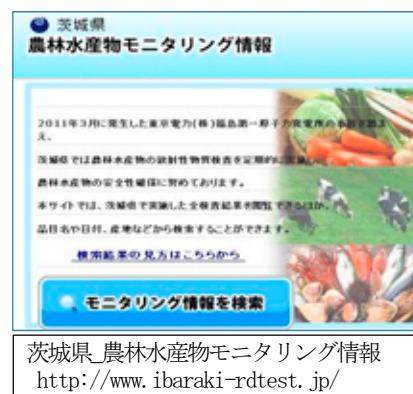 茨城県
農林水産物モニタリング情報
2011年3月に発生した東京電力(株)福島第一原子力発電所の事故を踏ま
え、
茨城県では農林水産物の放射性物質検査を定期的に実施し、
農林水産物の安全性確保に努めております。
本サイトでは、茨城県で実施した全検査結果を閲覧できるほか、
品目名や日付、産地などから検索することができます。
検索結果の見方はこちらから
モニタリング情報を検索
茨城県_農林水産物モニタリング情報
http://www.ibaraki-rdtest.jp/